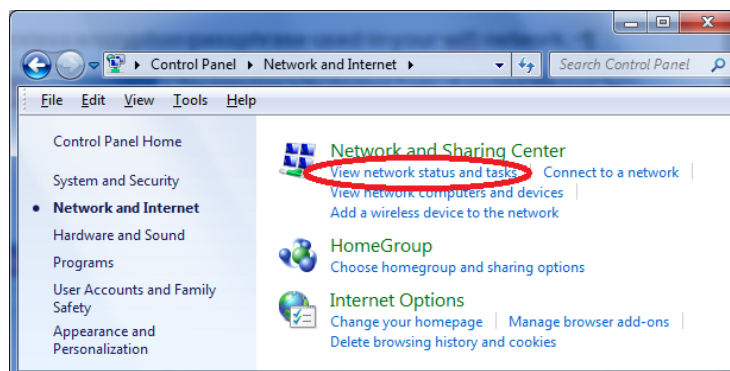 Control Panel Network and Internet Search Control Panel
File Edit View Tools Help
Control Panel Home
System and Security
Network and Internet
Hardware and Sound
Programs
User Accounts and Family
Safety
Appearance and
Personalization
Network and Sharing Center
View network status and tasks Connect to a network
View network computers and devices
Add a wireless device to the network
HomeGroup
Choose homegroup and sharing options
Internet Options
Change your homepage Manage browser add-ons
Delete browsing history and cookies